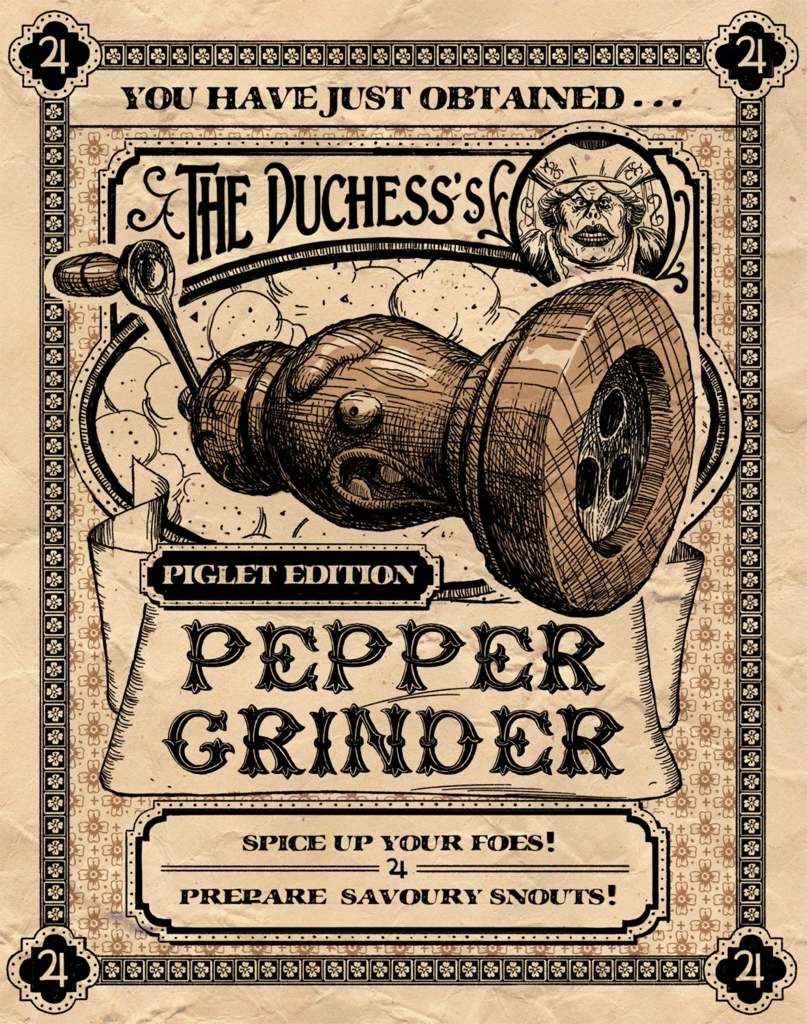 YOU HAVE JUST OBTAINED...
THE DUCHESS'S
PIGLET EDITION
PEPPER
GRINDER
SPICE UP YOUR FOES!
PREPARE SAVOURY SNOUTS!